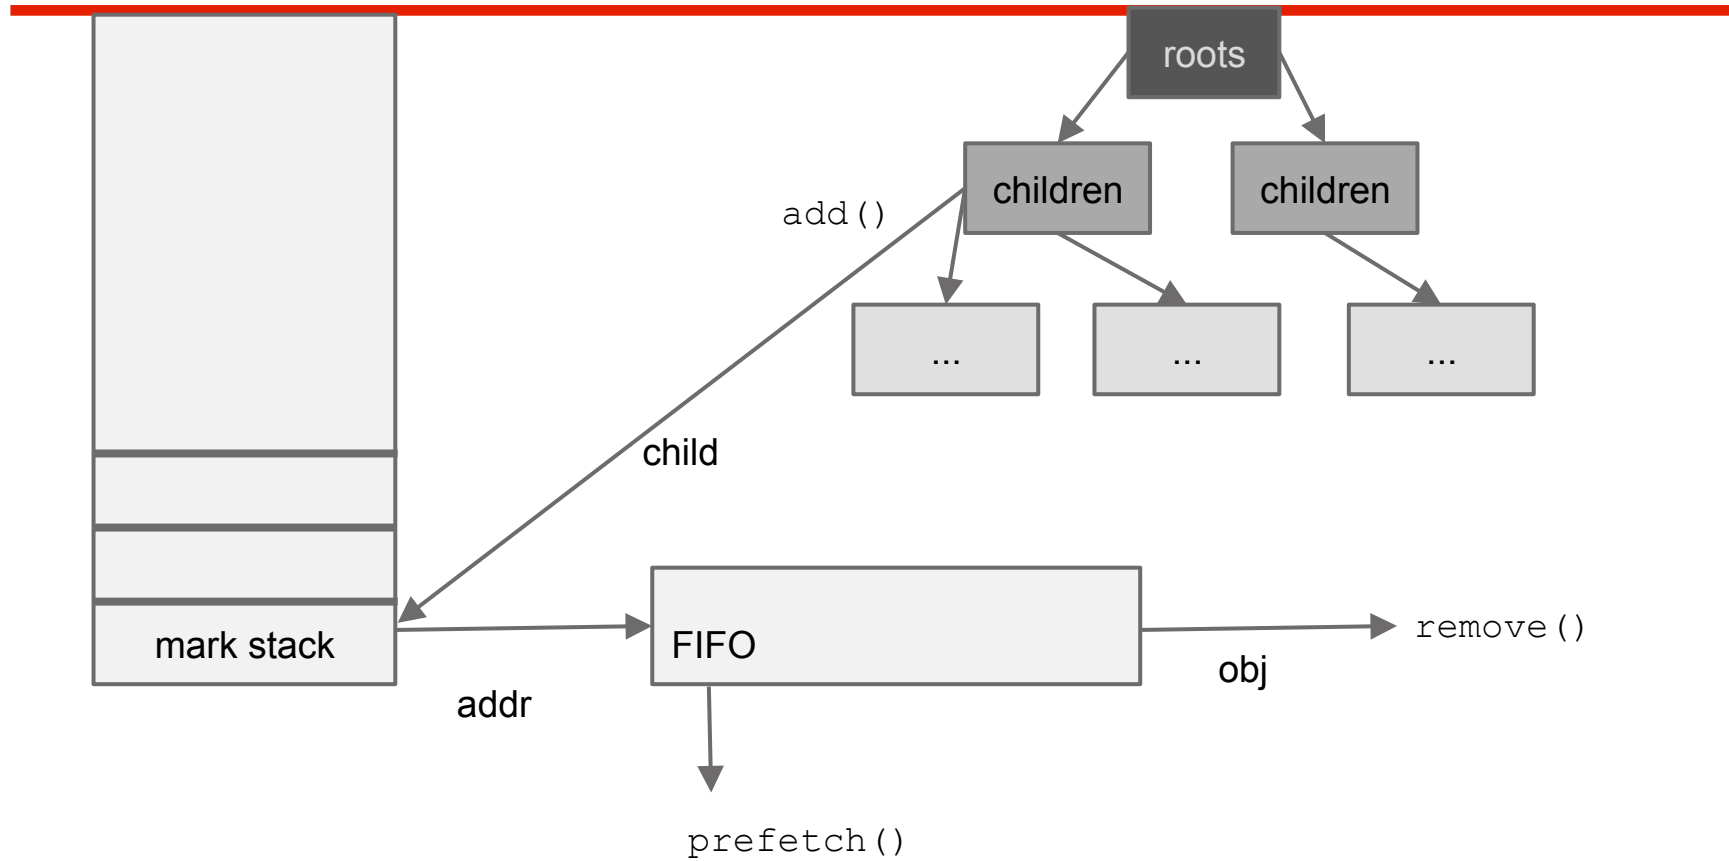 roots
children
children
add()
...
...
...
child
mark stack
FIFO
remove()
obj
addr
prefetch()